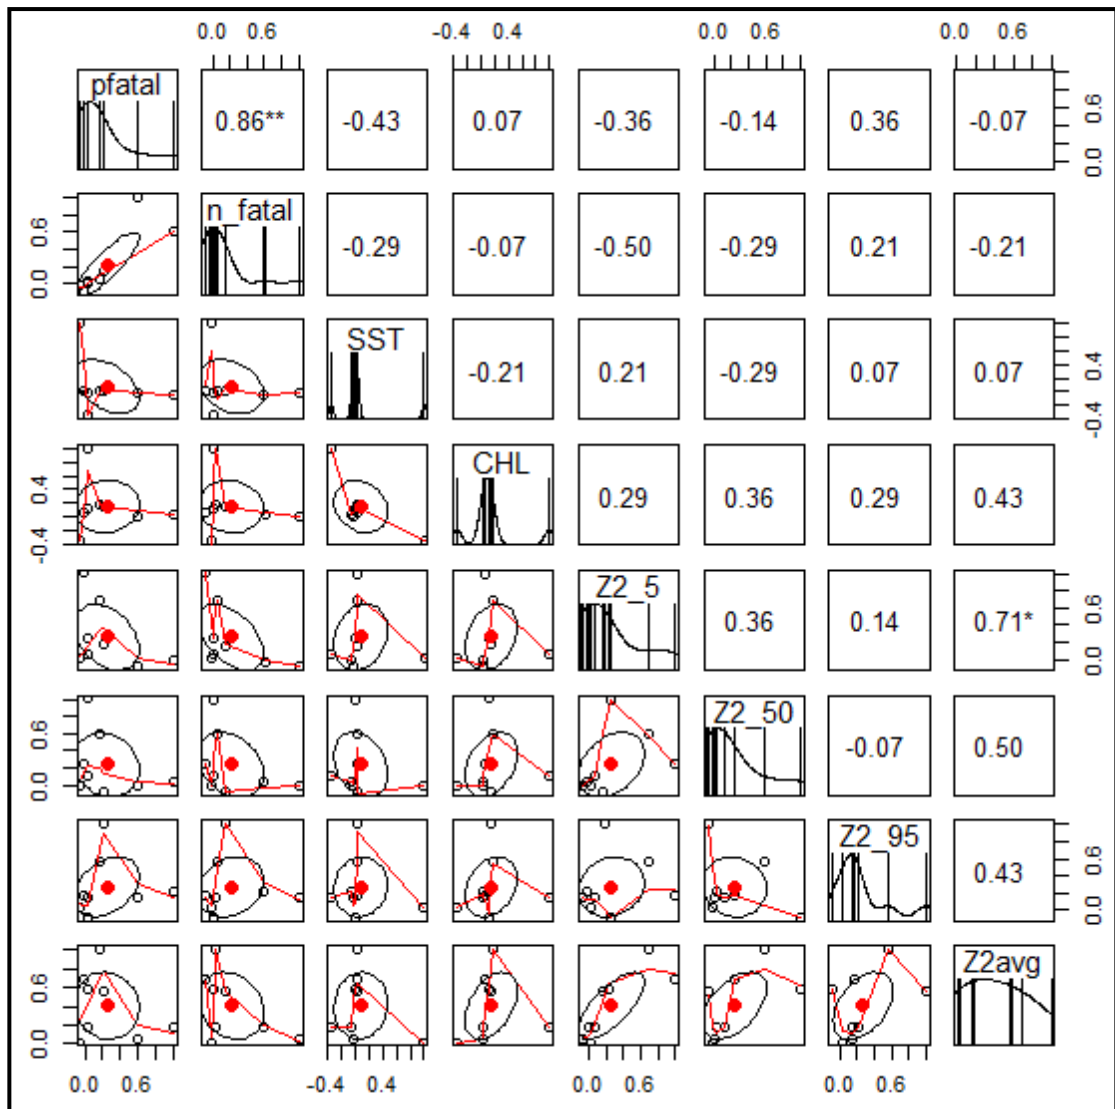 0.0 0.6 -0.4 0.4 0.0 0.6 0.0 0.6
pfatal 0.86** -0.43 0.07 -0.36 -0.14 0.36 -0.07 0.0 0.6
0.0 0.6 n_fatal -0.29 -0.07 -0.50 -0.29 0.21 -0.21
SST -0.21 0.21 -0.29 0.07 0.07 -0.4 0.4
-0.4 0.4 CHL 0.29 0.36 0.29 0.43
Z2_5 0.36 0.14 0.71* 0.0 0.6
0.0 0.6 Z2_50 -0.07 0.50
Z2_95 0.43 0.0 0.6
0.0 0.6 Z2avg
0.0 0.6 -0.4 0.4 0.0 0.6 0.0 0.6